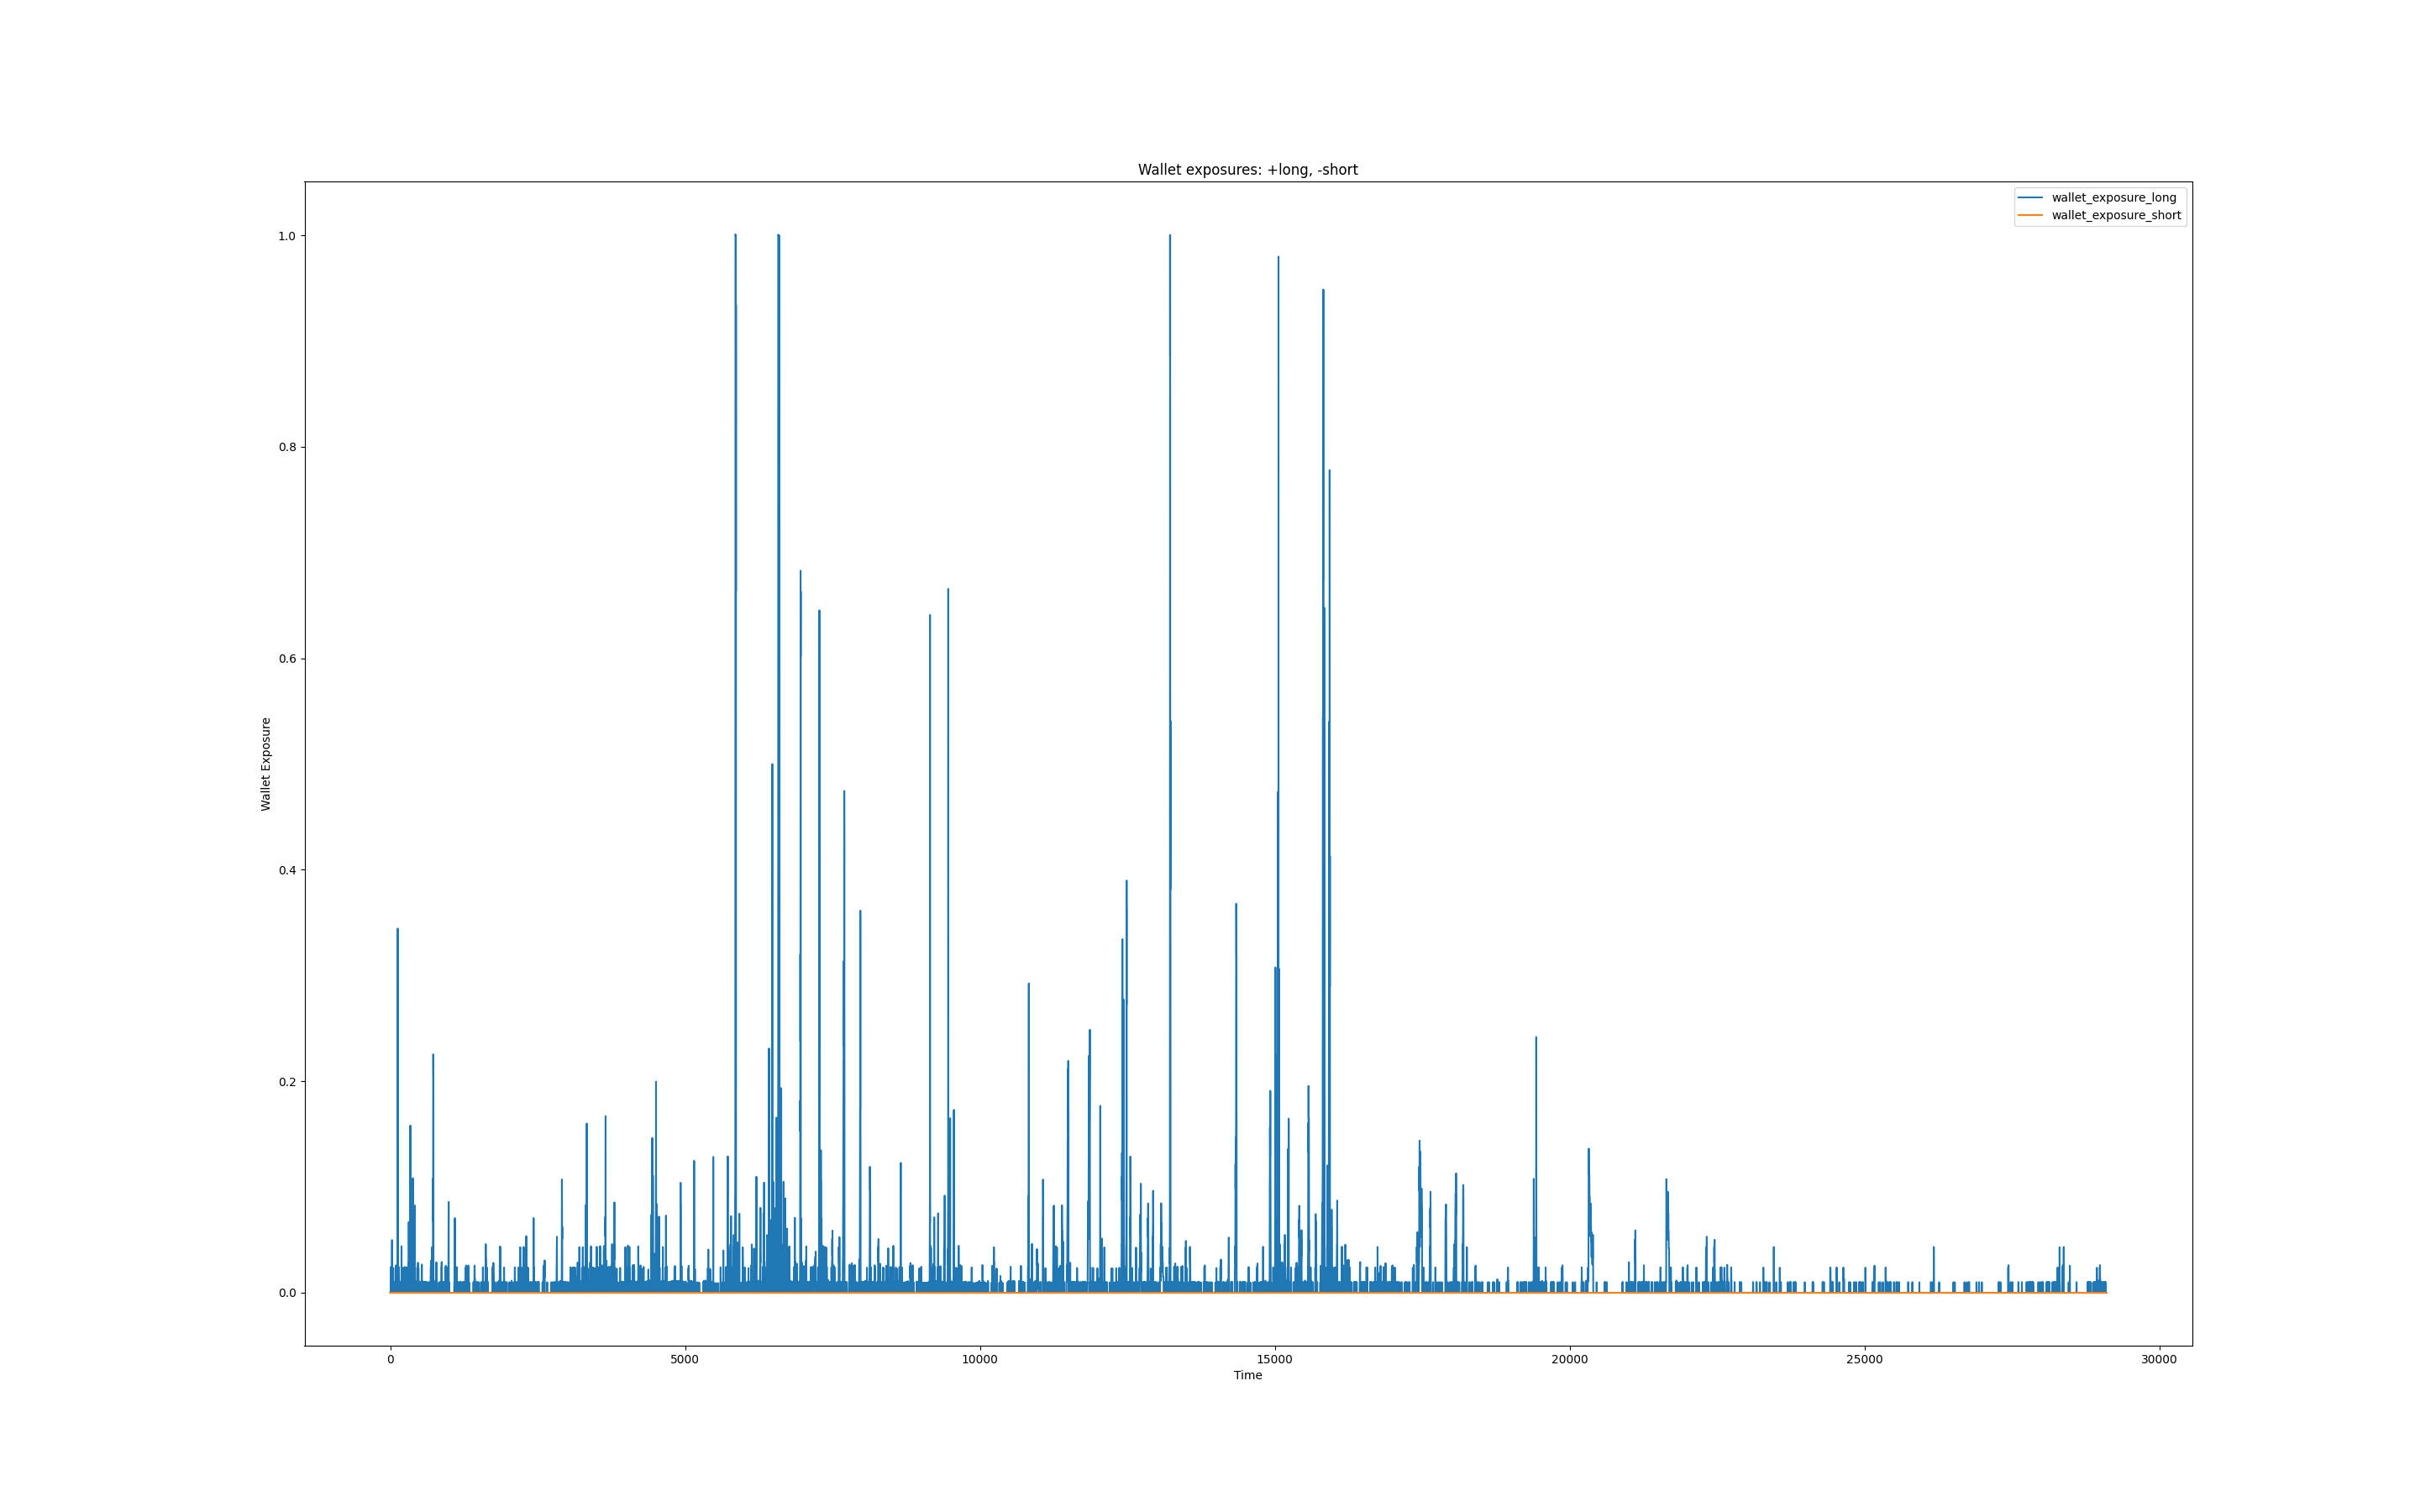 Wallet exposures: +long, -short
wallet_exposure_long
wallet_exposure_short
1.0
0.8
0.6
0.4
0.2
0.0
Wallet Exposure
0 5000 10000 15000 20000 25000 30000
Time